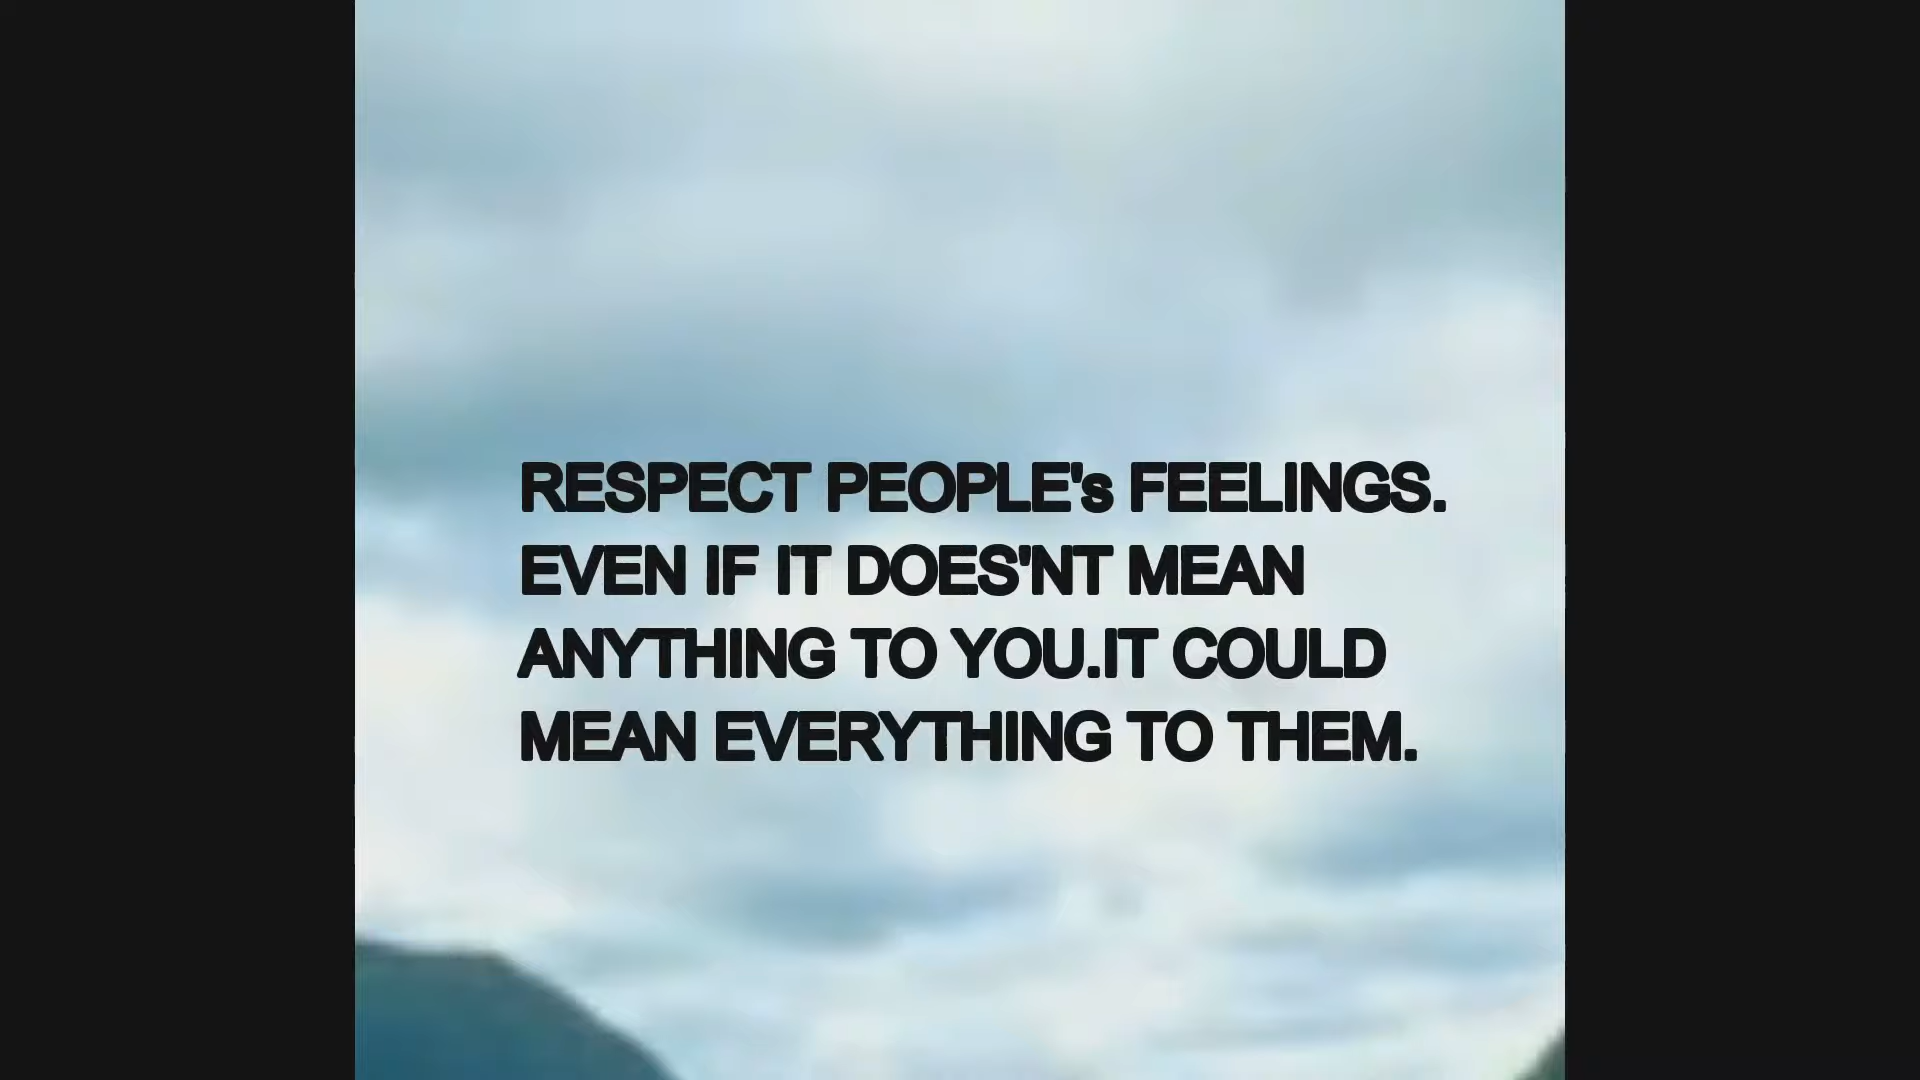 RESPECT PEOPLE's FEELINGS.
EVEN IF IT DOES'NT MEAN
ANYTHING TO YOU.IT COULD
MEAN EVERYTHING TO THEM.